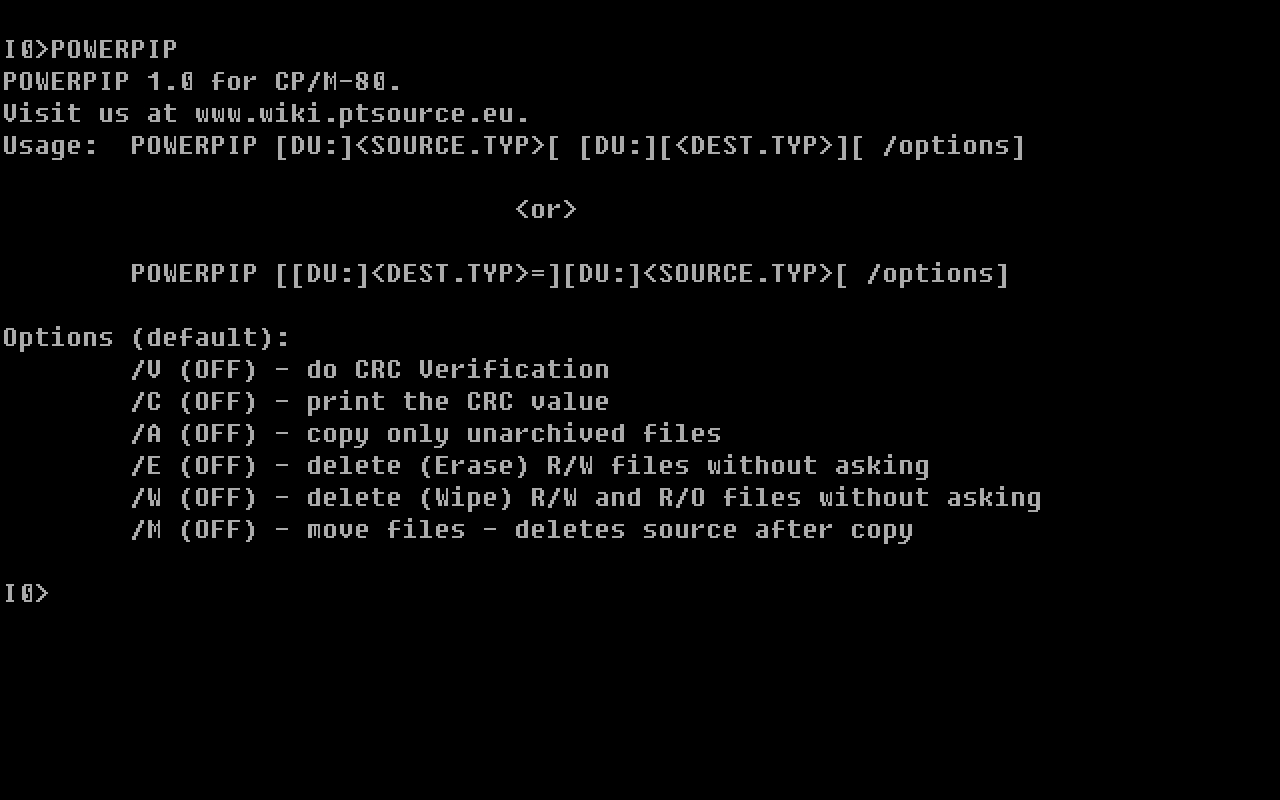 I0>POWERPIP
POWERPIP 1.0 for CP/M-80.
Visit us at www.wiki.ptsource.eu.
Usage:  POWERPIP [DU:]<SOURCE.TYP>[ [DU:][<DEST.TYP>][ /options]
<or>
POWERPIP [[DU:]<DEST.TYP>=][DU:]<SOURCE.TYP>[ /options]
Options (default):
/V (OFF) - do CRC Verification
/C (OFF) - print the CRC value
/A (OFF) - copy only unarchived files
/E (OFF) - delete (Erase) R/W files without asking
/W (OFF) - delete (Wipe) R/W and R/O files without asking
/M (OFF) - move files - deletes source after copy
I0>